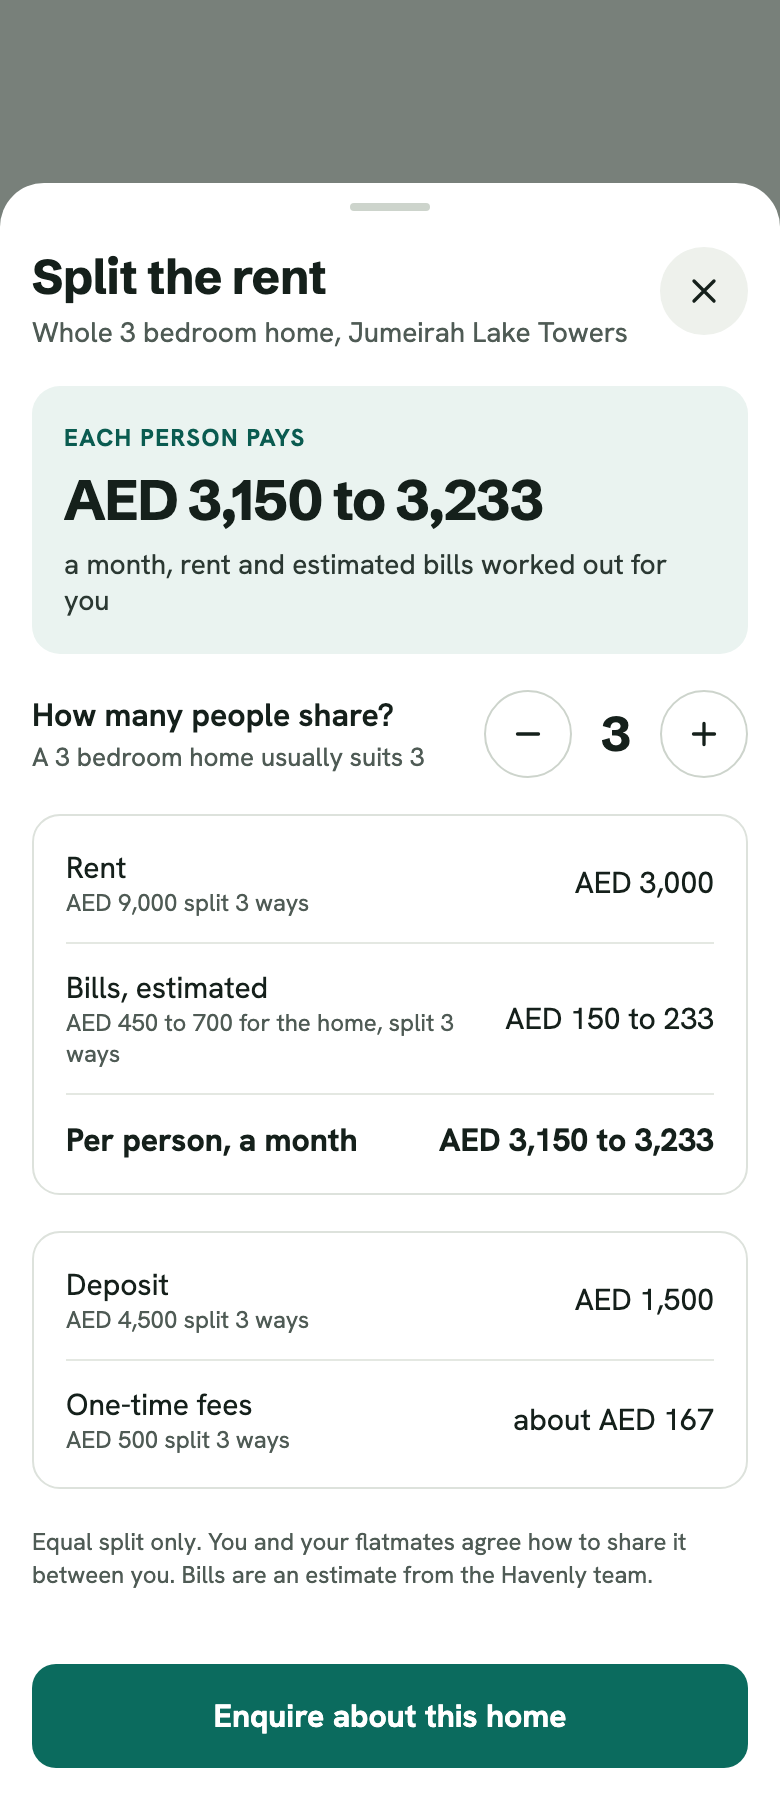 Split the rent
Whole 3 bedroom home, Jumeirah Lake Towers
EACH PERSON PAYS
AED 3,150 to 3,233
a month, rent and estimated bills worked out for
you
How many people share?
A 3 bedroom home usually suits 3
3
Rent
AED 9,000 split 3 ways
AED 3,000
Bills, estimated
AED 450 to 700 for the home, split 3
ways
AED 150 to 233
Per person, a month
AED 3,150 to 3,233
Deposit
AED 4,500 split 3 ways
AED 1,500
One-time fees
AED 500 split 3 ways
about AED 167
Equal split only. You and your flatmates agree how to share it
between you. Bills are an estimate from the Havenly team.
Enquire about this home